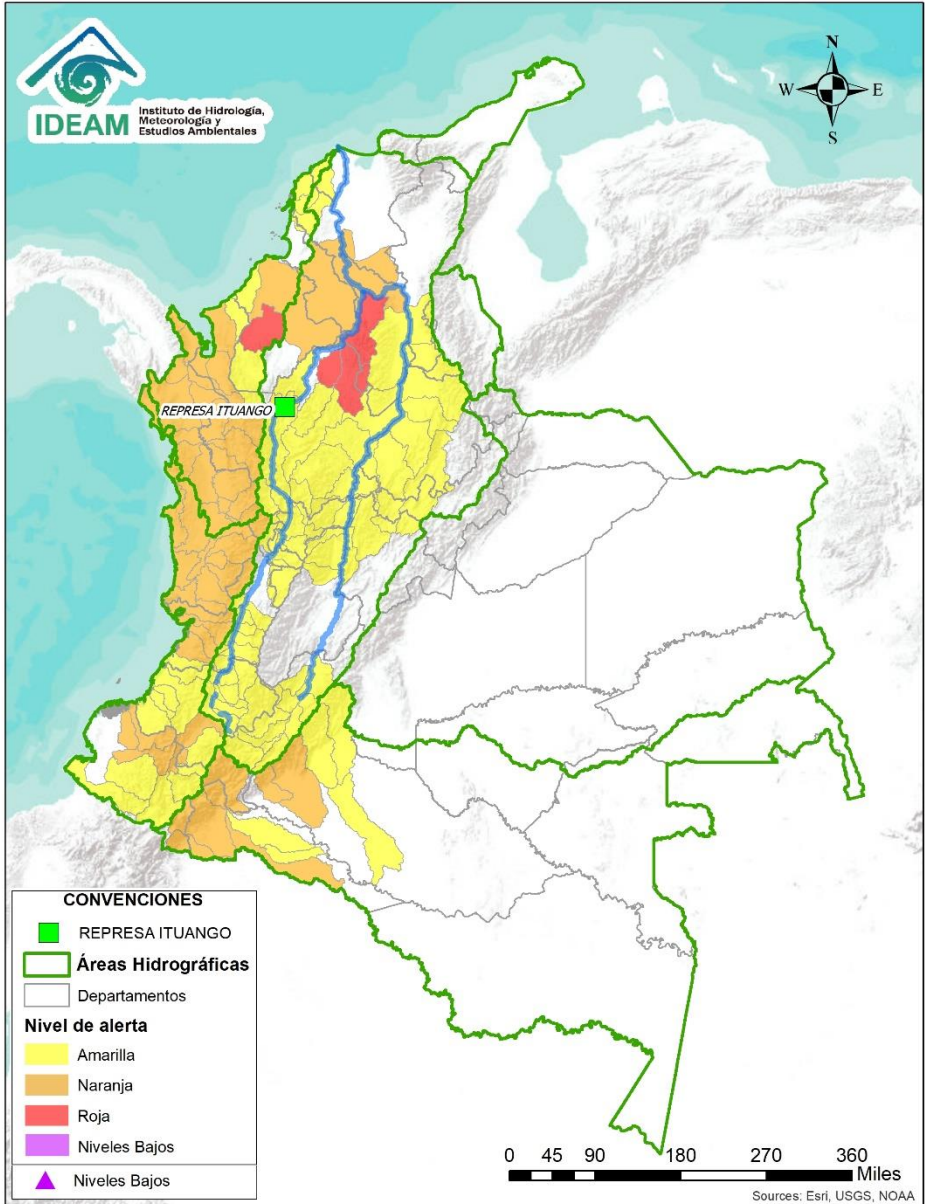 IDEAM
Instituto de Hidrología,
Meteorología y
Estudios Ambientales
N
W
E
S
REPRESA ITUANGO
CONVENCIONES
REPRESA ITUANGO
Áreas Hidrográficas
Departamentos
Nivel de alerta
Amarilla
Naranja
Roja
Niveles Bajos
Niveles Bajos
0 45 90 180 270 360
Miles
Sources: Esri, USGS, NOAA